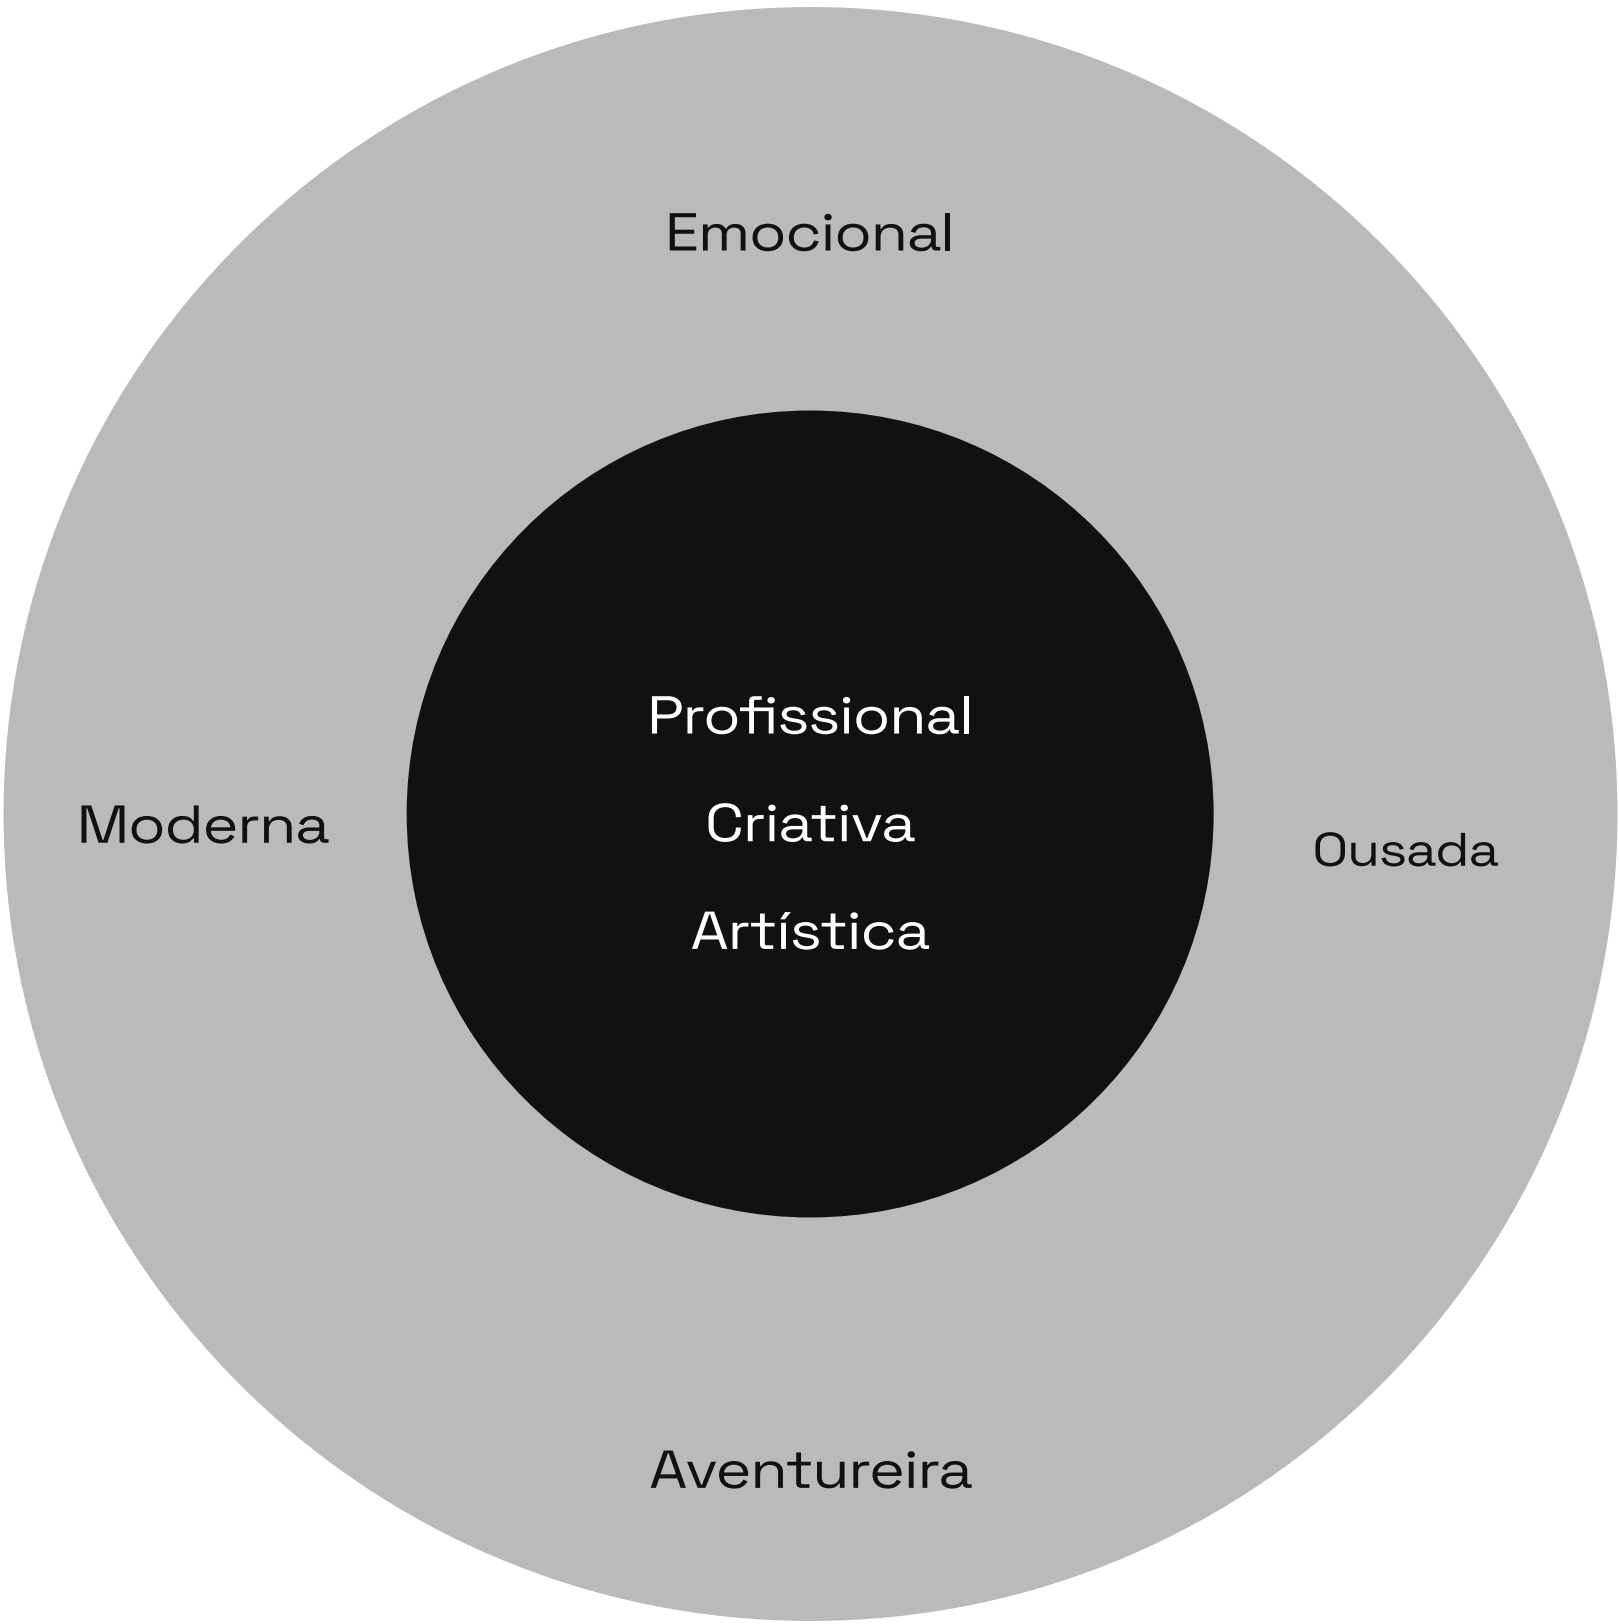 Emocional
Profissional
Moderna
Criativa
Ousada
Artística
Aventureira